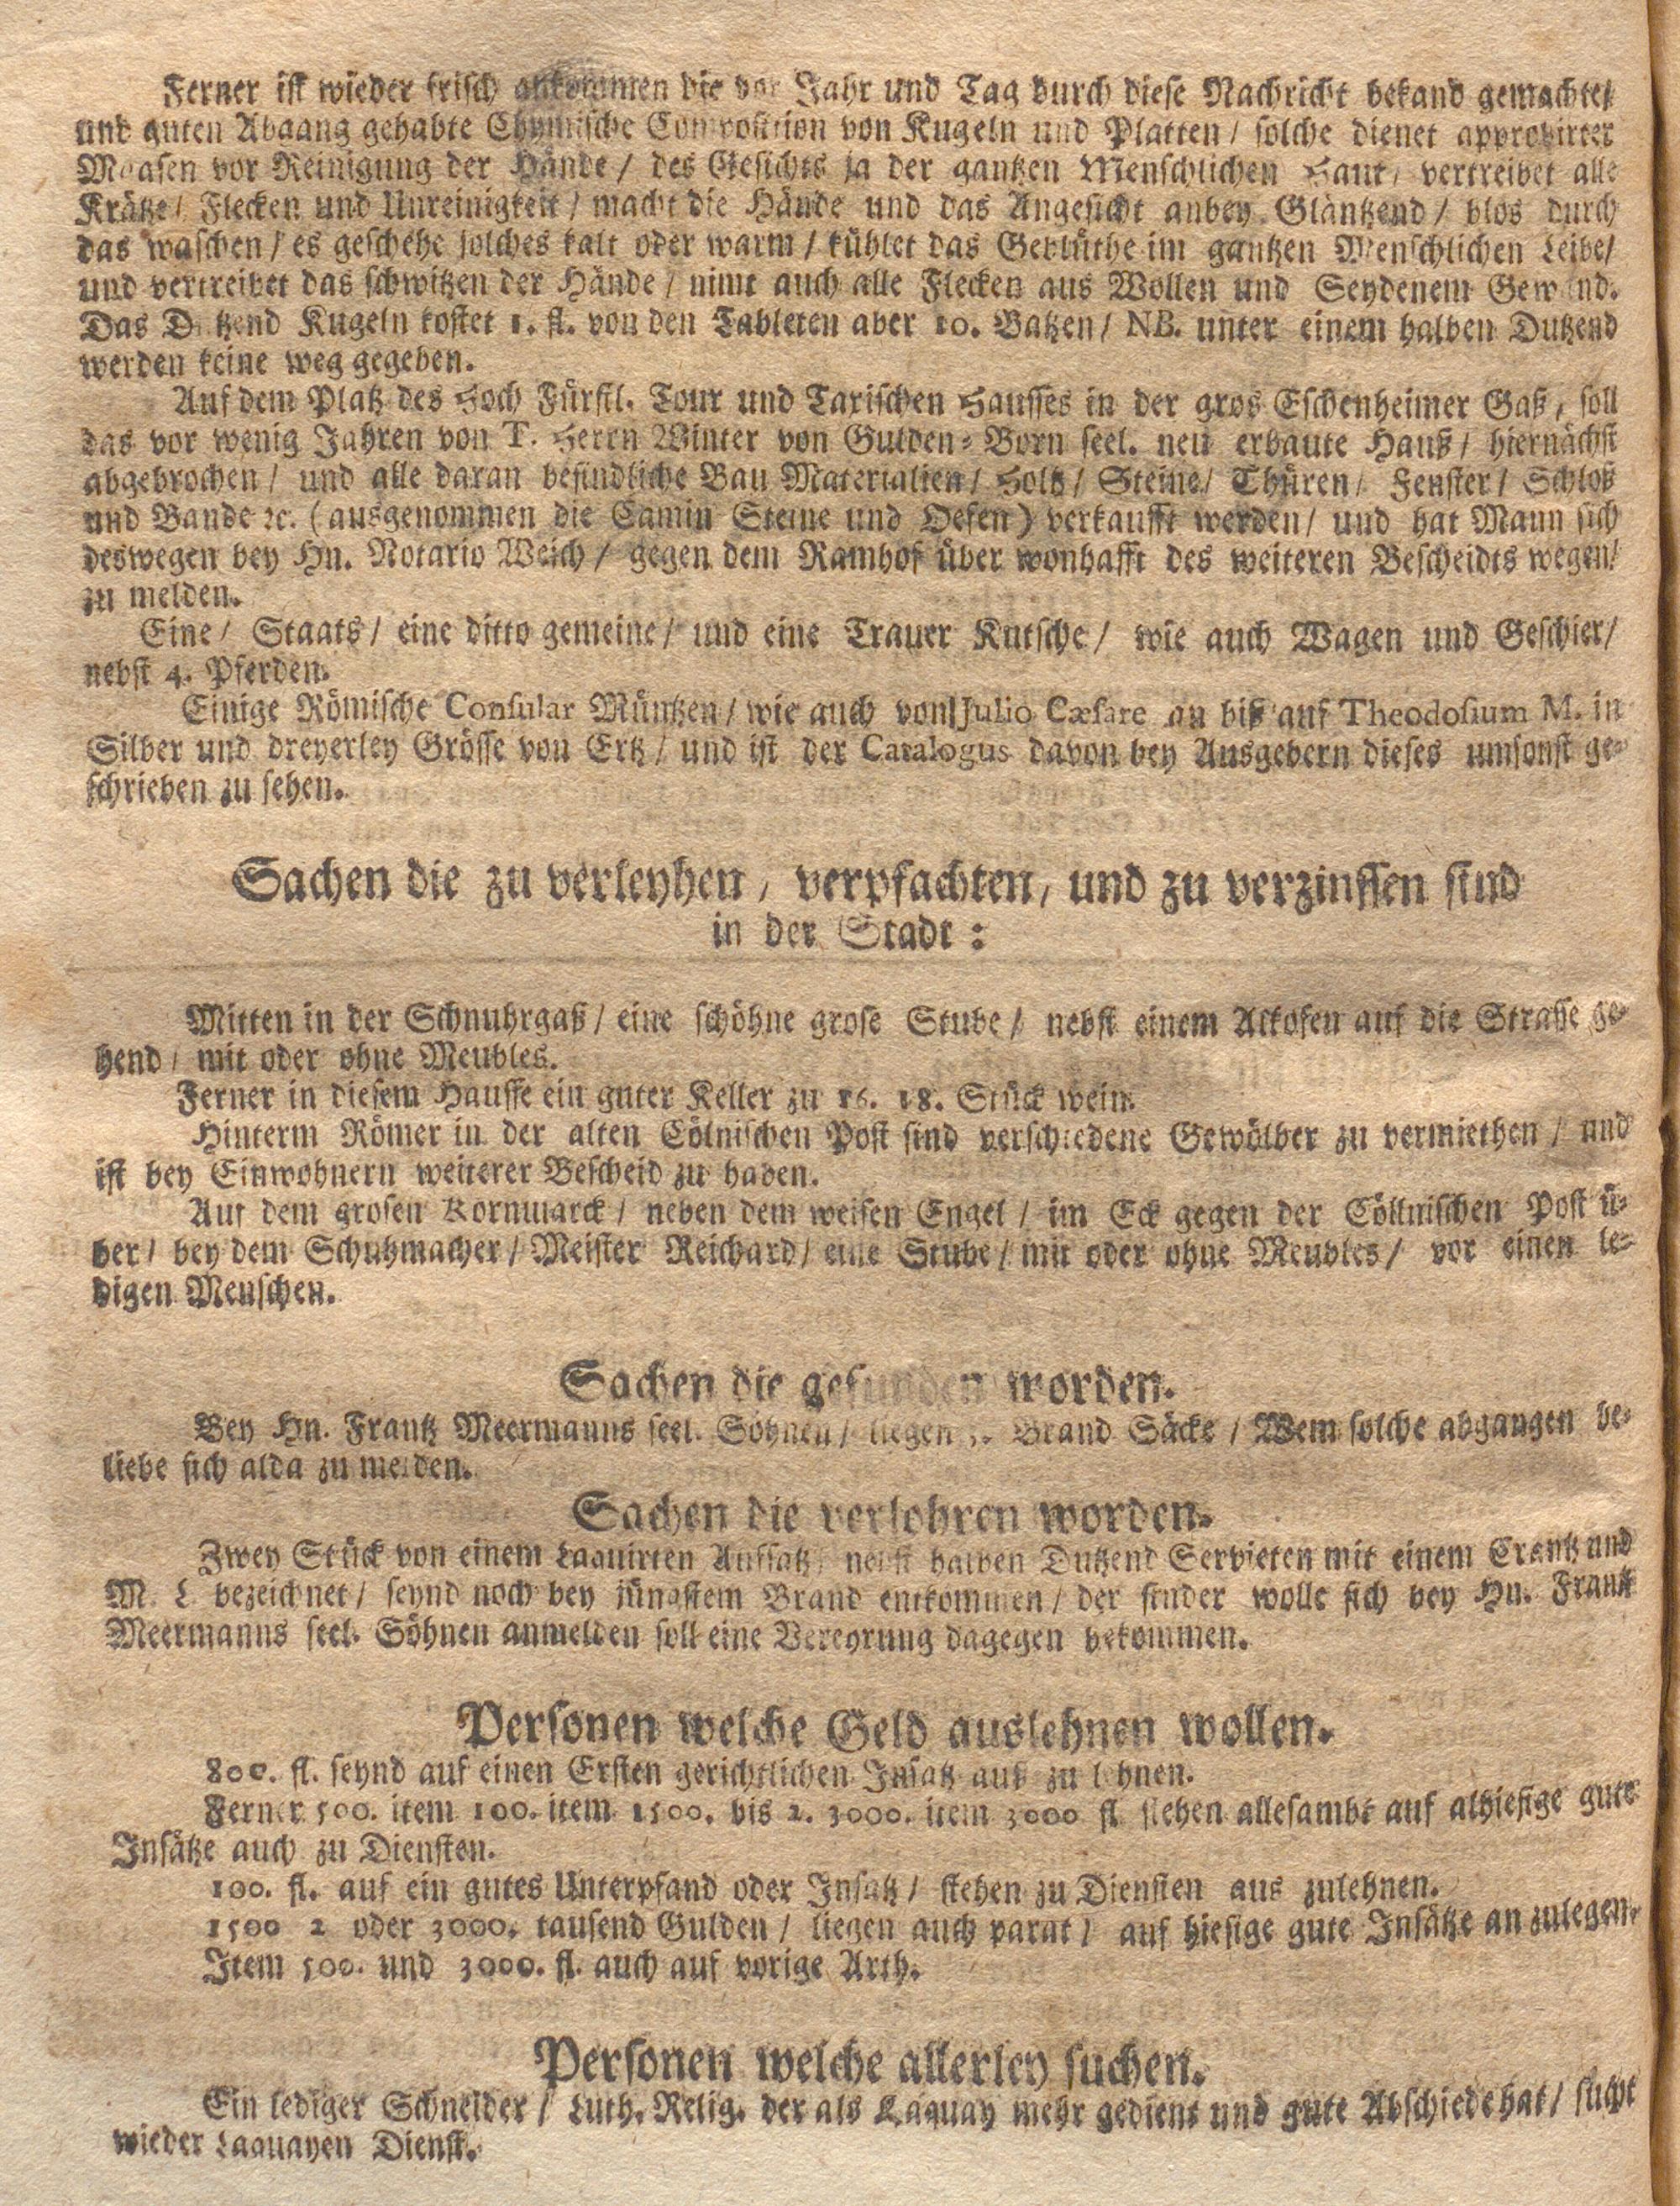 Ferner ist wieder frisch ankommen die vor Jahr und Tag durch diese Nachricht bekand gemachte/
und guten Abgang gehabte Chymische Composition von Kugeln und Platten / solche dienet approbirter
Maasen vor Reinigung der Hände / des Gesichts ja der gantzen Menschlichen Haut / vertreibet alle
Krätze / Flecken und Unreinigkeit / macht die Hände und das Angesicht anbey Gläntzend / blos durch
das waschen / es geschehe solches kalt oder warm / kühlet das Geblüthe im gantzen Menschlichen Leibe/
und vertreibet das schwitzen der Hände / nimt auch alle Flecken aus Wollen und Seydenem Gewand.
Das Dutzend Kugeln kostet 1. fl. von den Tableten aber 10. Batzen / NB. unter einem halben Dutzend
werden keine weg gegeben.
Auf dem Platz des Hoch Fürstl. Tour und Taxischen Hausses in der gros Eschenheimer Gaß, soll
das vor wenig Jahren von T. Herrn Winter von Gulden-Born seel. neu erbaute Hauß / hiernächst
abgebrochen / und alle daran befindliche Bau Materialien / Holtz / Steine / Thüren / Fenster / Schloß
und Bande ꝛc. (ausgenommen die Camin Steine und Oefen) verkaufft werden / und hat Mann sich
deswegen bey Hn. Notario Weich / gegen dem Ramhof über wonhafft des weiteren Bescheidts wegen/
zu melden.
Eine / Staats / eine ditto gemeine / und eine Trauer Kutsche / wie auch Wagen und Geschier/
nebst 4. Pferden.
Einige Römische Consular Müntzen / wie auch von Julio Cæsare an biß auf Theodosium M. in
Silber und dreyerley Grösse von Ertz / und ist der Catalogus davon bey Ausgebern dieses umsonst ge-
schrieben zu sehen.
Sachen die zu verleyhen, verpfachten, und zu verzinssen sind
in der Stadt:
Mitten in der Schnuhrgaß / eine schöhne grose Stube / nebst einem Alkofen auf die Strasse ge-
hend / mit oder ohne Meubles.
Ferner in diesem Hausse ein guter Keller zu 16. 18. Stück wein.
Hinterm Römer in der alten Cölnischen Post sind verschiedene Gewölber zu vermiethen / und
ist bey Einwohnern weiterer Bescheid zu haben.
Auf dem grosen Kornmarck / neben dem weisen Engel / im Eck gegen der Cöllnischen Post ü-
ber / bey dem Schuhmacher / Meister Reichard / eine Stube / mit oder ohne Meubles / vor einen le-
digen Menschen.
Sachen die gefunden worden.
Bey Hn. Frantz Meermanns seel. Söhnen / liegen Brand Säcke / Wem solche abgangen be-
liebe sich alda zu melden.
Sachen die verlohren worden.
Zwey Stück von einem Laquirten Aufsatz / nebst halben Dutzend Servieten mit einem Crantz und
M. L bezeichnet / seynd noch bey jüngstem Brand entkommen / der finder wolle sich bey Hn. Frantz
Meermanns seel. Söhnen anmelden soll eine Verehrung dagegen bekommen.
Personen welche Geld auslehnen wollen.
800. fl. seynd auf einen Ersten gerichtlichen Insatz auß zu lehnen.
Ferner 500. item 100. item 1500. bis 2. 3000. item 3000 fl. stehen allesambt auf alhiesige gute
Insätze auch zu Diensten.
100. fl. auf ein gutes Unterpfand oder Insatz / stehen zu Diensten aus zulehnen.
1500 2 oder 3000. tausend Gulden / liegen auch parat / auf hiesige gute Insätze an zulegen.
Item 500. und 3000. fl. auch auf vorige Arth.
Personen welche allerley suchen.
Ein lediger Schneider / Luth. Relig. der als Laquay mehr gedient und gute Abschiede hat / sucht
wieder Laquayen Dienst.